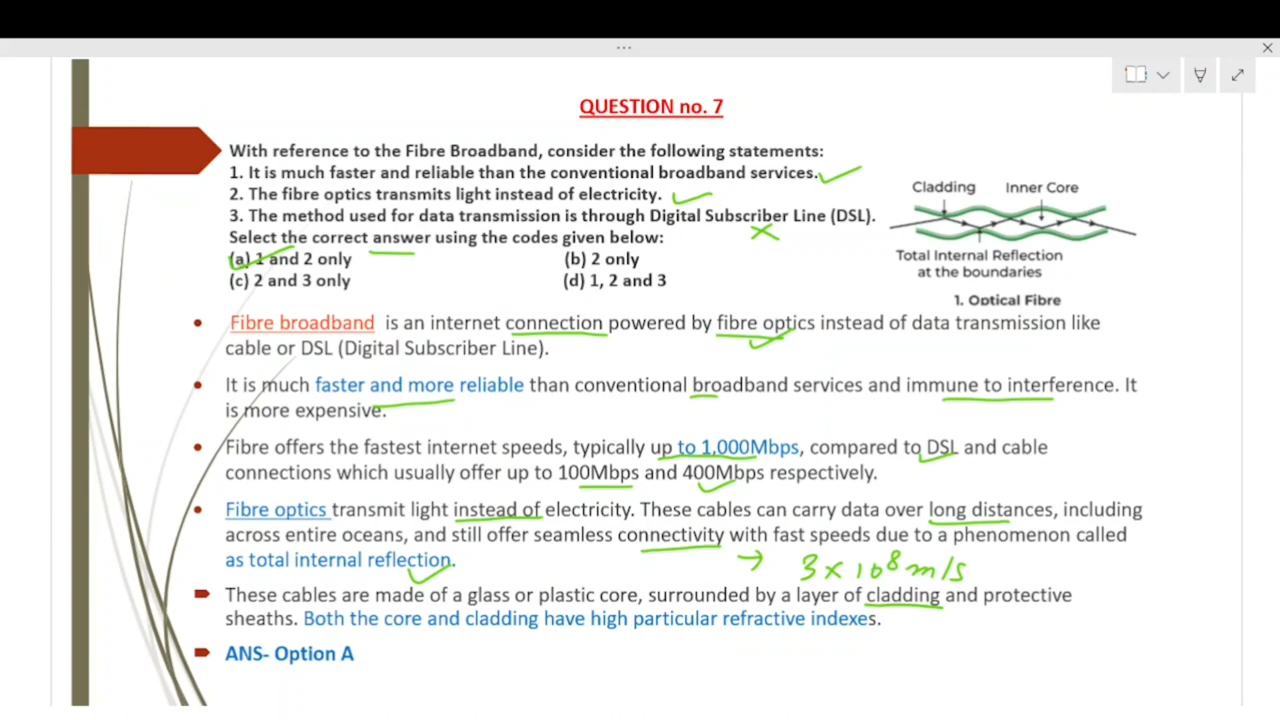 QUESTION no. 7
With reference to the Fibre Broadband, consider the following statements:
1. It is much faster and reliable than the conventional broadband services.
2. The fibre optics transmits light instead of electricity.
3. The method used for data transmission is through Digital Subscriber Line (DSL).
Select the correct answer using the codes given below:
(a) 1 and 2 only
(b) 2 only
(c) 2 and 3 only
(d) 1, 2 and 3
Cladding Inner Core
Total Internal Reflection
at the boundaries
1. Optical Fibre
Fibre broadband is an internet connection powered by fibre optics instead of data transmission like
cable or DSL (Digital Subscriber Line).
It is much faster and more reliable than conventional broadband services and immune to interference. It
is more expensive.
Fibre offers the fastest internet speeds, typically up to 1,000Mbps, compared to DSL and cable
connections which usually offer up to 100Mbps and 400Mbps respectively.
Fibre optics transmit light instead of electricity. These cables can carry data over long distances, including
across entire oceans, and still offer seamless connectivity with fast speeds due to a phenomenon called
as total internal reflection.
→ 3 × 10⁸ m/s
These cables are made of a glass or plastic core, surrounded by a layer of cladding and protective
sheaths. Both the core and cladding have high particular refractive indexes.
ANS- Option A